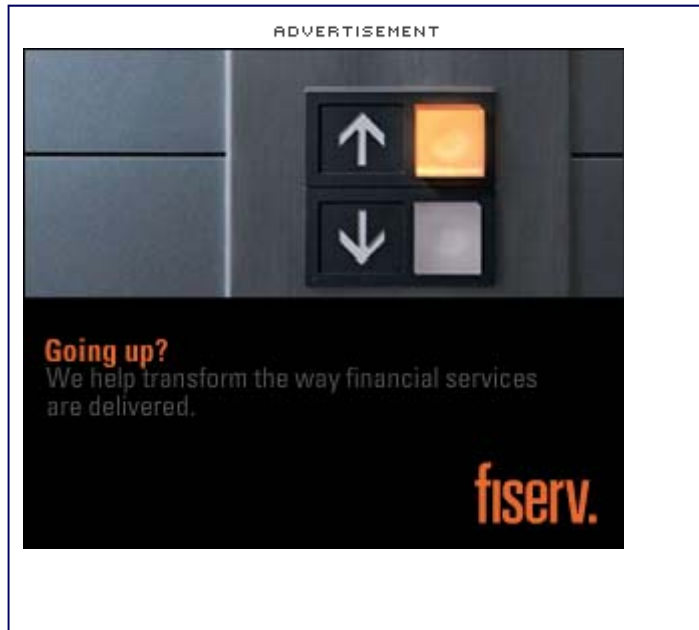 ADVERTISEMENT
Going up?
We help transform the way financial services
are delivered.
fiserv.